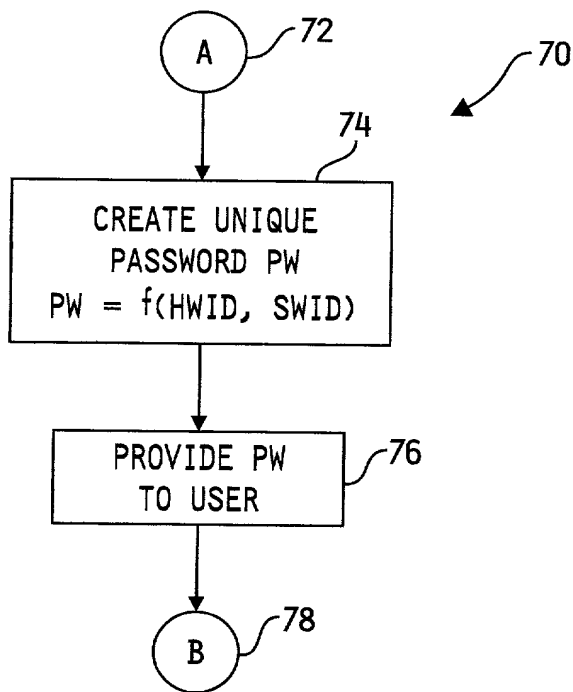 A
72
70
74
CREATE UNIQUE
PASSWORD PW
PW = f(HWID, SWID)
PROVIDE PW
TO USER
76
B
78